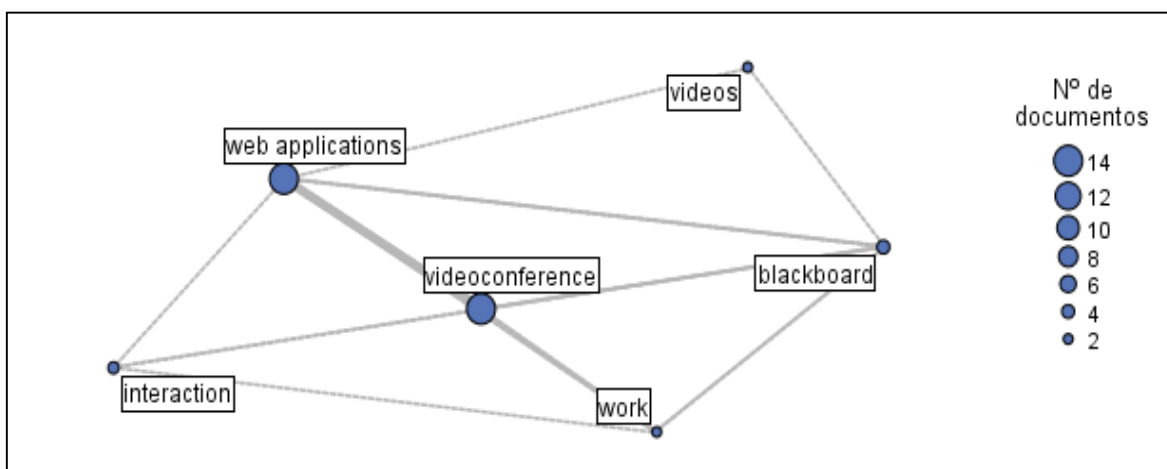 videos
web applications
videoconference
blackboard
interaction
work
Nº de
documentos
14
12
10
8
6
4
2